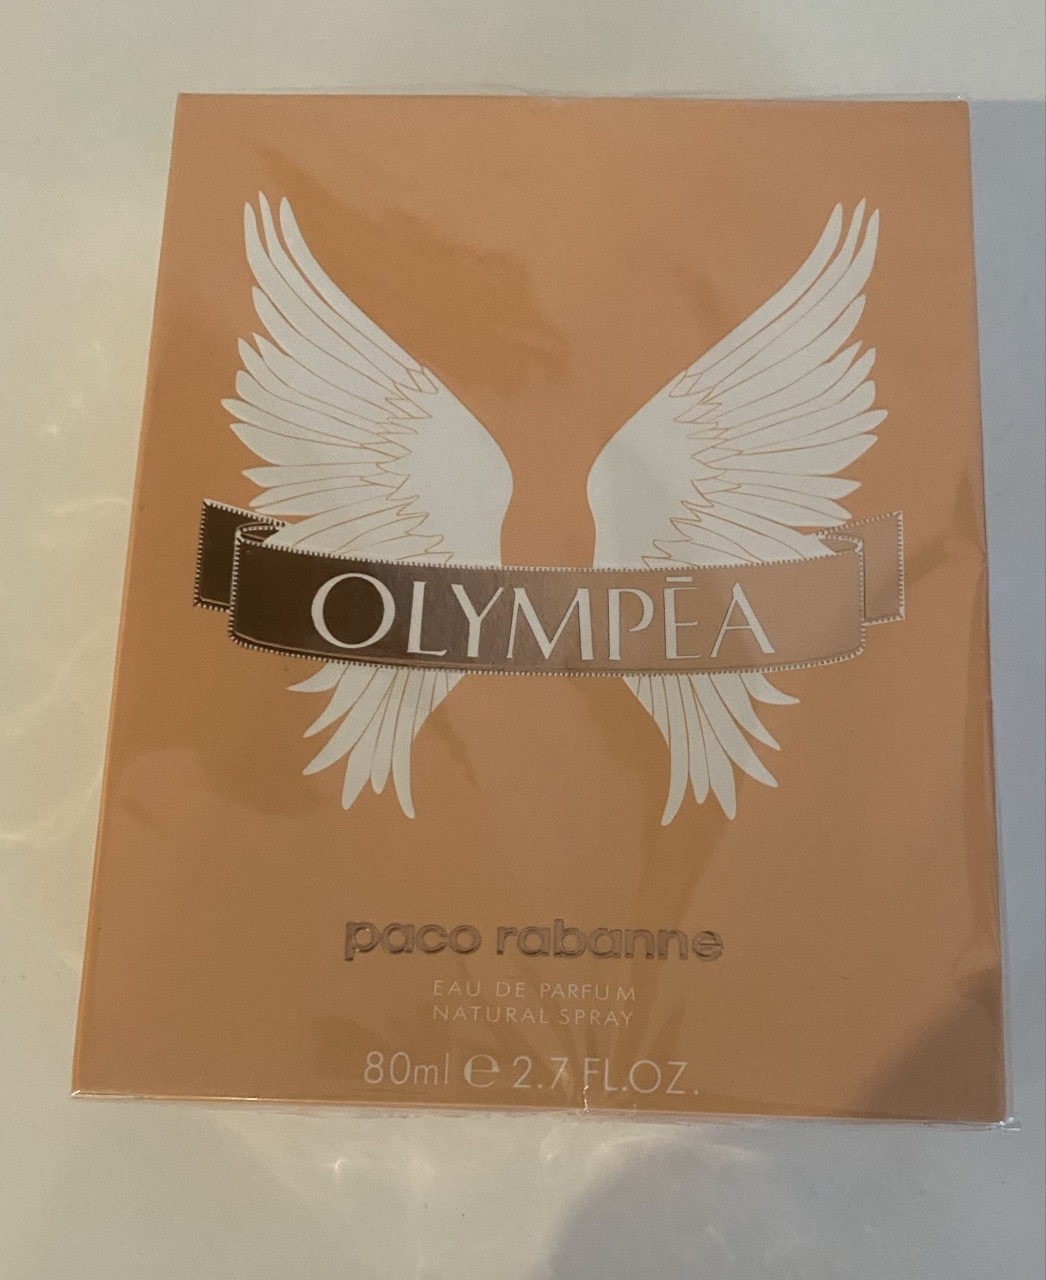 OLYMPĒA
paco rabanne
EAU DE PARFUM
NATURAL SPRAY
80ml ℮ 2.7 FL.OZ.